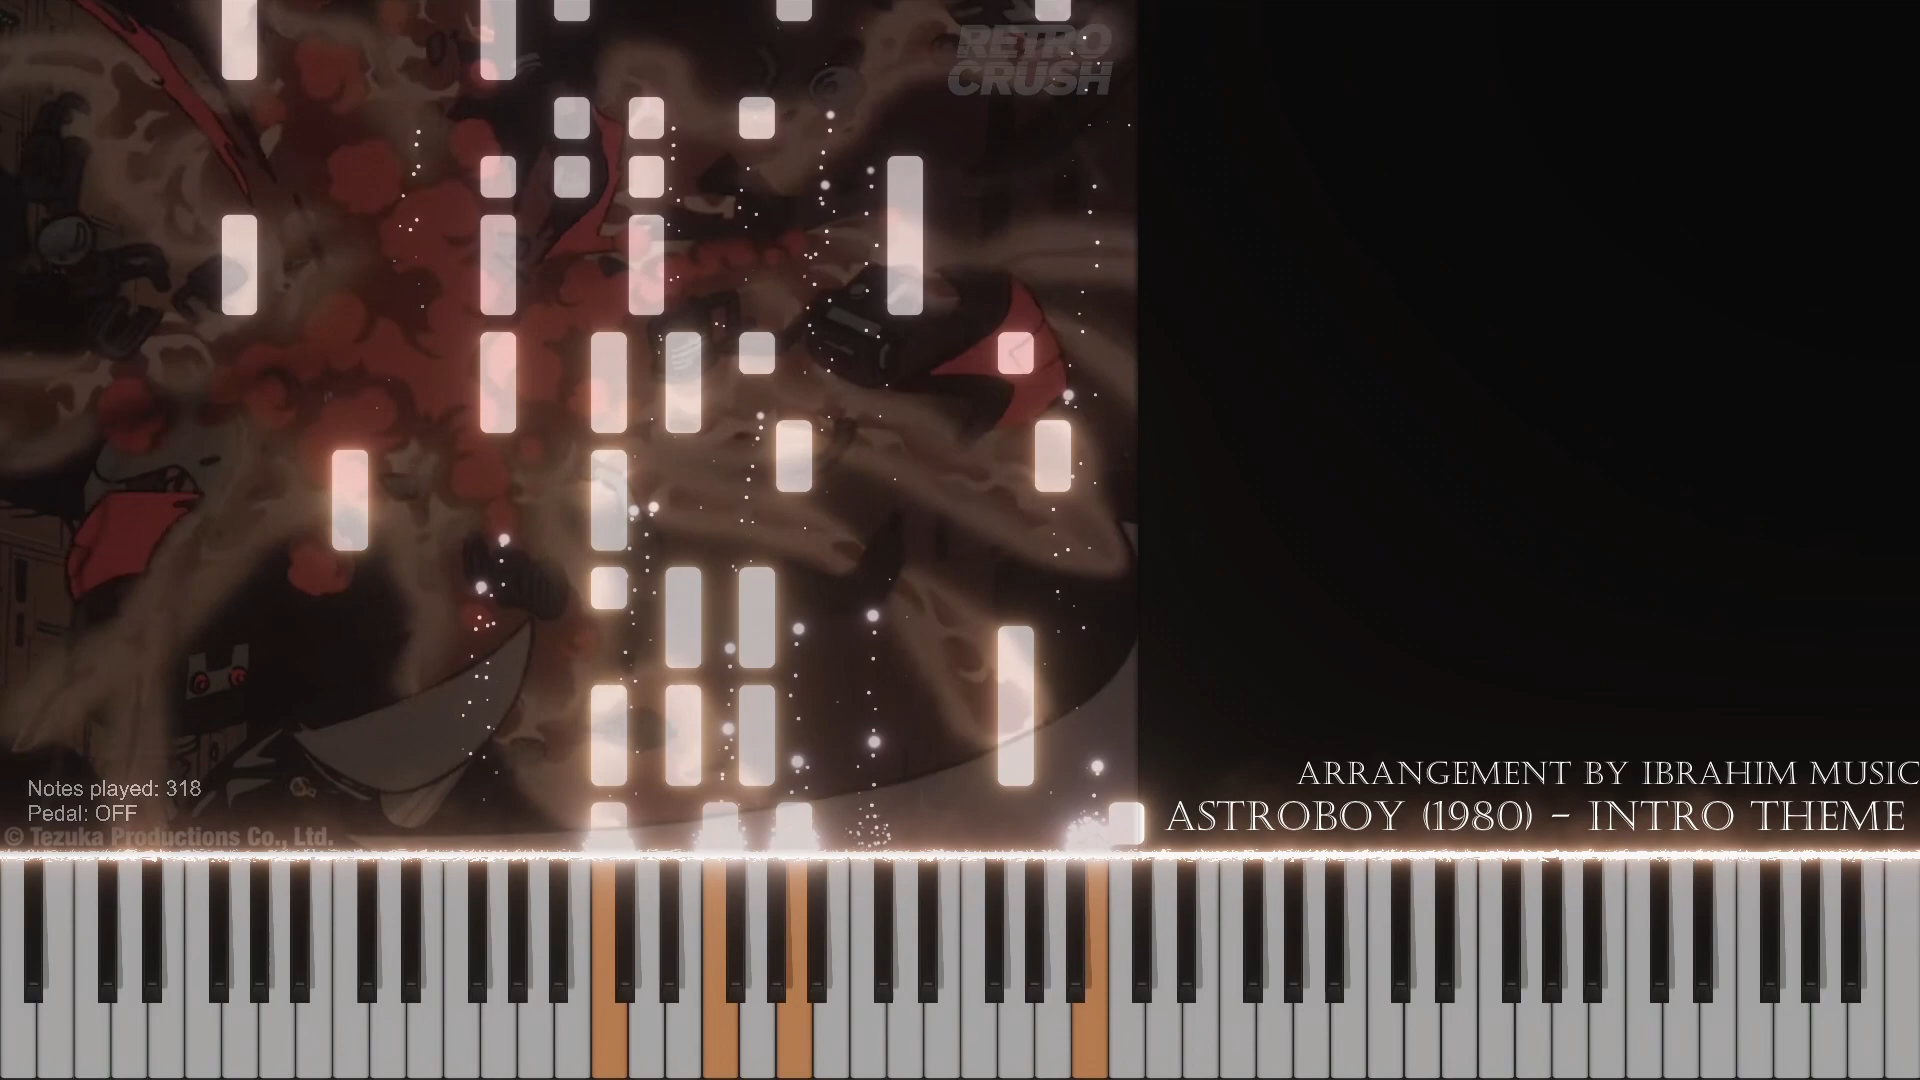 RETRO
CRUSH
Notes played: 318
Pedal: OFF
© Tezuka Productions Co., Ltd.
ARRANGEMENT BY IBRAHIM MUSIC
ASTROBOY (1980) - INTRO THEME